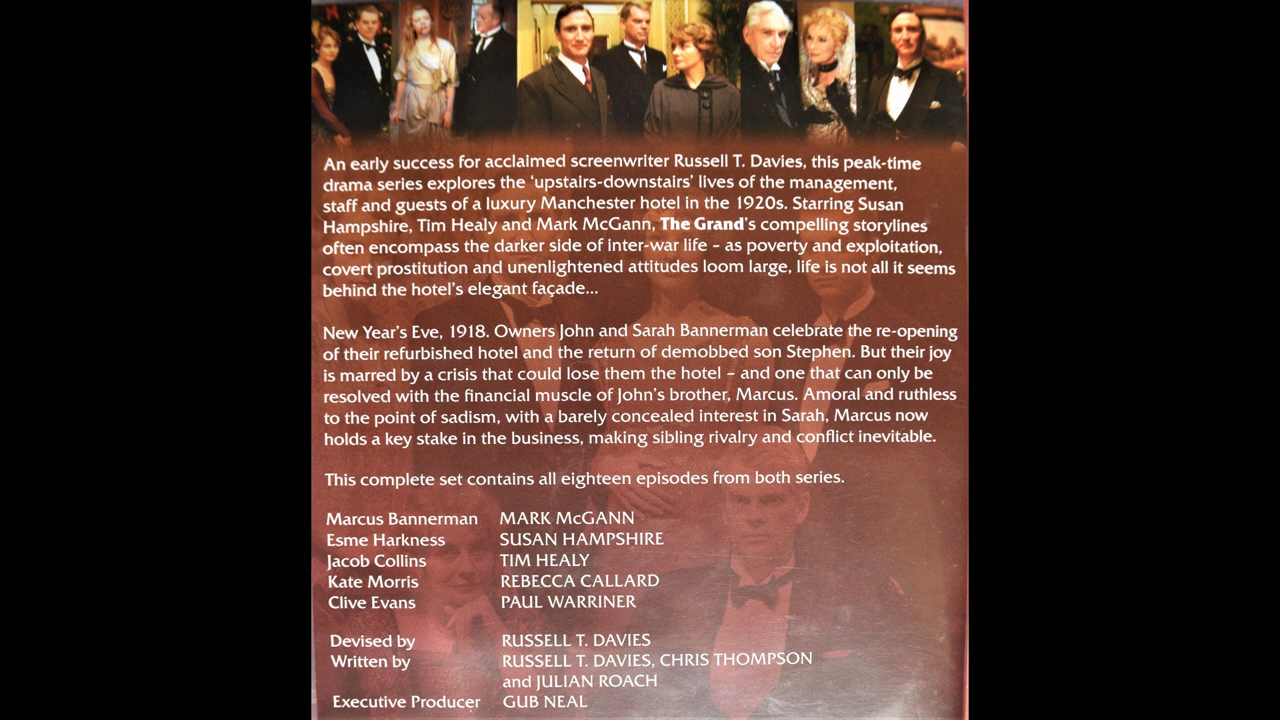 An early success for acclaimed screenwriter Russell T. Davies, this peak-time
drama series explores the ‘upstairs-downstairs’ lives of the management,
staff and guests of a luxury Manchester hotel in the 1920s. Starring Susan
Hampshire, Tim Healy and Mark McGann, The Grand’s compelling storylines
often encompass the darker side of inter-war life – as poverty and exploitation,
covert prostitution and unenlightened attitudes loom large, life is not all it seems
behind the hotel’s elegant façade...
New Year’s Eve, 1918. Owners John and Sarah Bannerman celebrate the re-opening
of their refurbished hotel and the return of demobbed son Stephen. But their joy
is marred by a crisis that could lose them the hotel – and one that can only be
resolved with the financial muscle of John’s brother, Marcus. Amoral and ruthless
to the point of sadism, with a barely concealed interest in Sarah, Marcus now
holds a key stake in the business, making sibling rivalry and conflict inevitable.
This complete set contains all eighteen episodes from both series.
Marcus Bannerman MARK McGANN
Esme Harkness SUSAN HAMPSHIRE
Jacob Collins TIM HEALY
Kate Morris REBECCA CALLARD
Clive Evans PAUL WARRINER
Devised by RUSSELL T. DAVIES
Written by RUSSELL T. DAVIES, CHRIS THOMPSON
and JULIAN ROACH
Executive Producer GUB NEAL